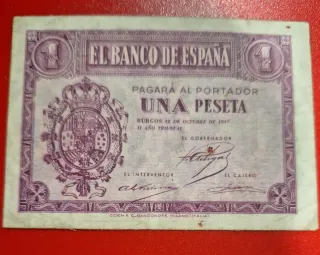 1 EL BANCO DE ESPAÑA 1
PAGARÁ AL PORTADOR
UNA PESETA
BURGOS 12 DE OCTUBRE DE 1937
II AÑO TRIUNFAL
EL GOBERNADOR
EL INTERVENTOR EL CAJERO